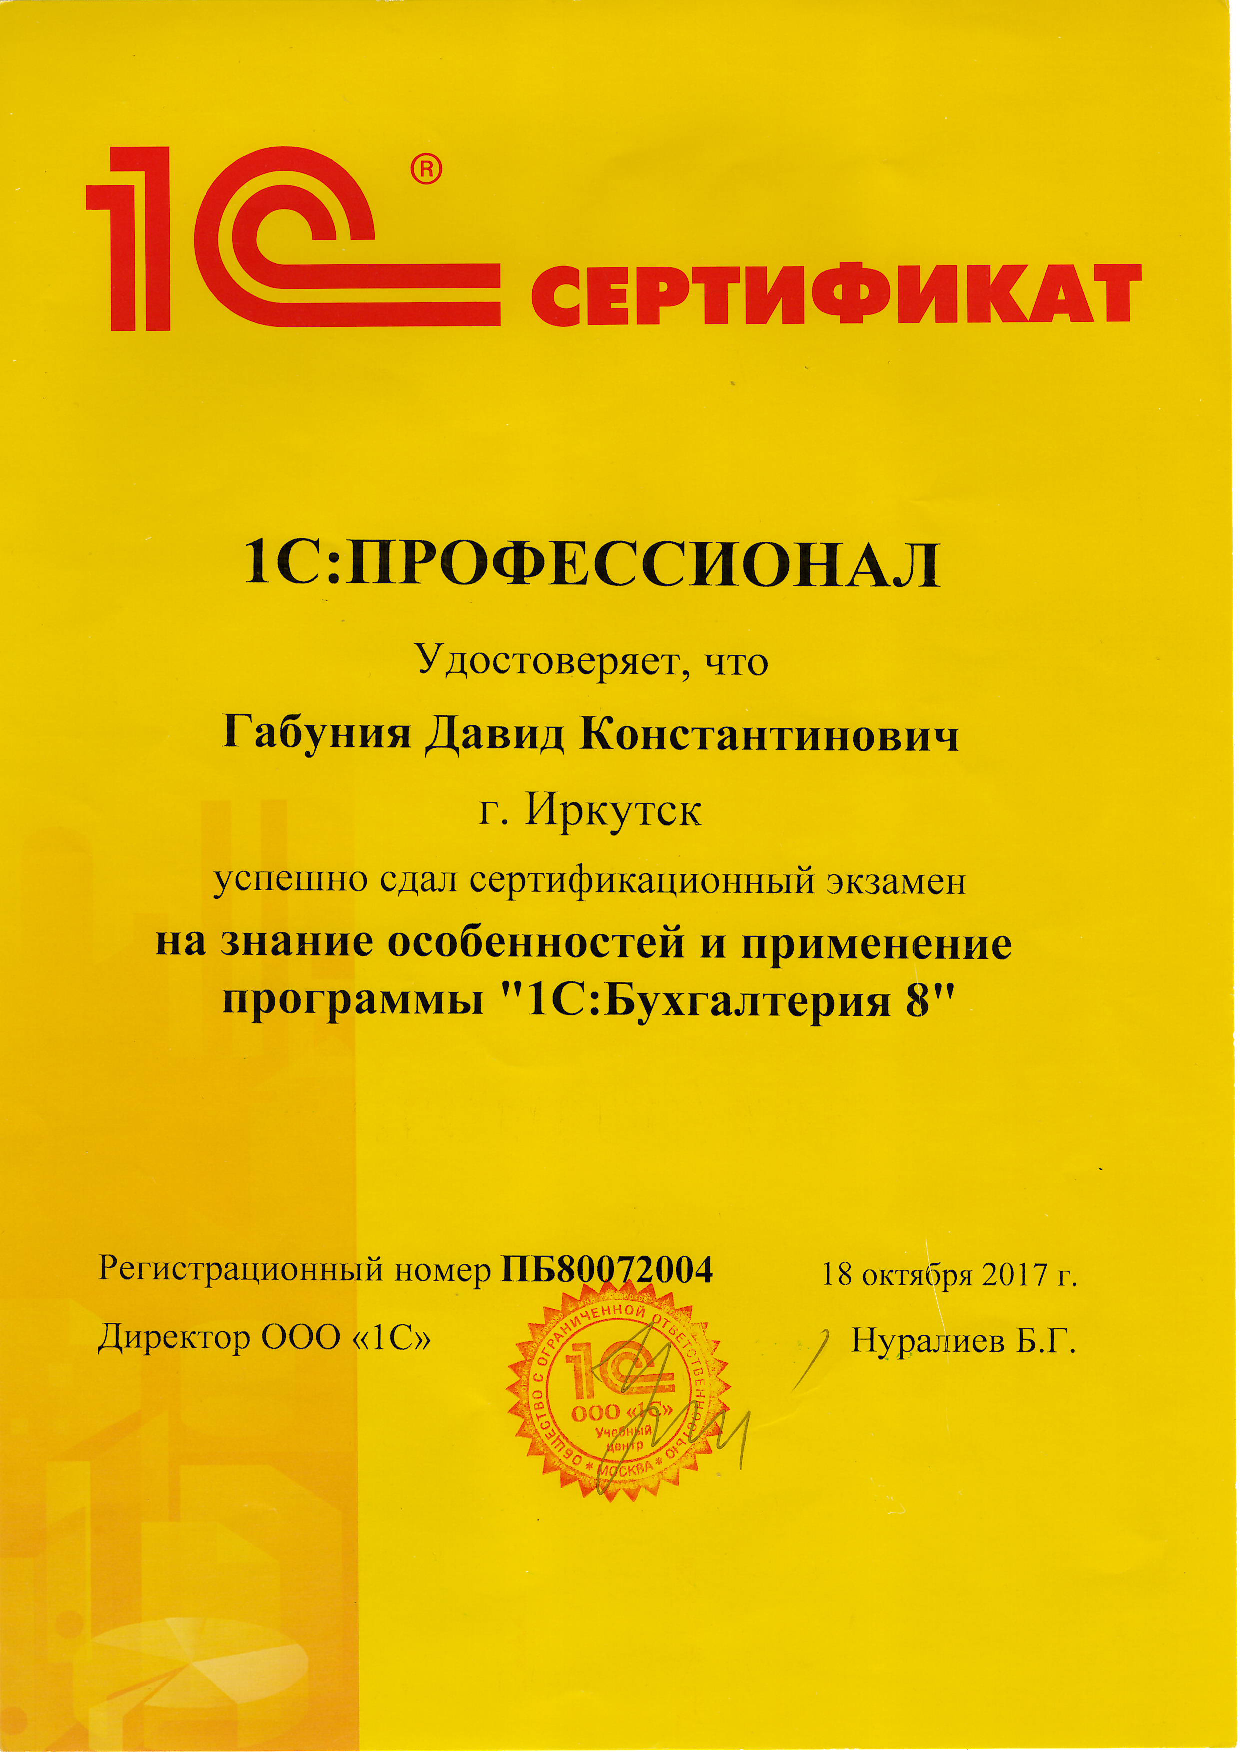 1С® СЕРТИФИКАТ
1С:ПРОФЕССИОНАЛ
Удостоверяет, что
Габуния Давид Константинович
г. Иркутск
успешно сдал сертификационный экзамен
на знание особенностей и применение
программы "1С:Бухгалтерия 8"
Регистрационный номер ПБ80072004 18 октября 2017 г.
Директор ООО «1С» Нуралиев Б.Г.
ОБЩЕСТВО С ОГРАНИЧЕННОЙ ОТВЕТСТВЕННОСТЬЮ
1С
ООО «1С»
Учебный
центр
* МОСКВА *